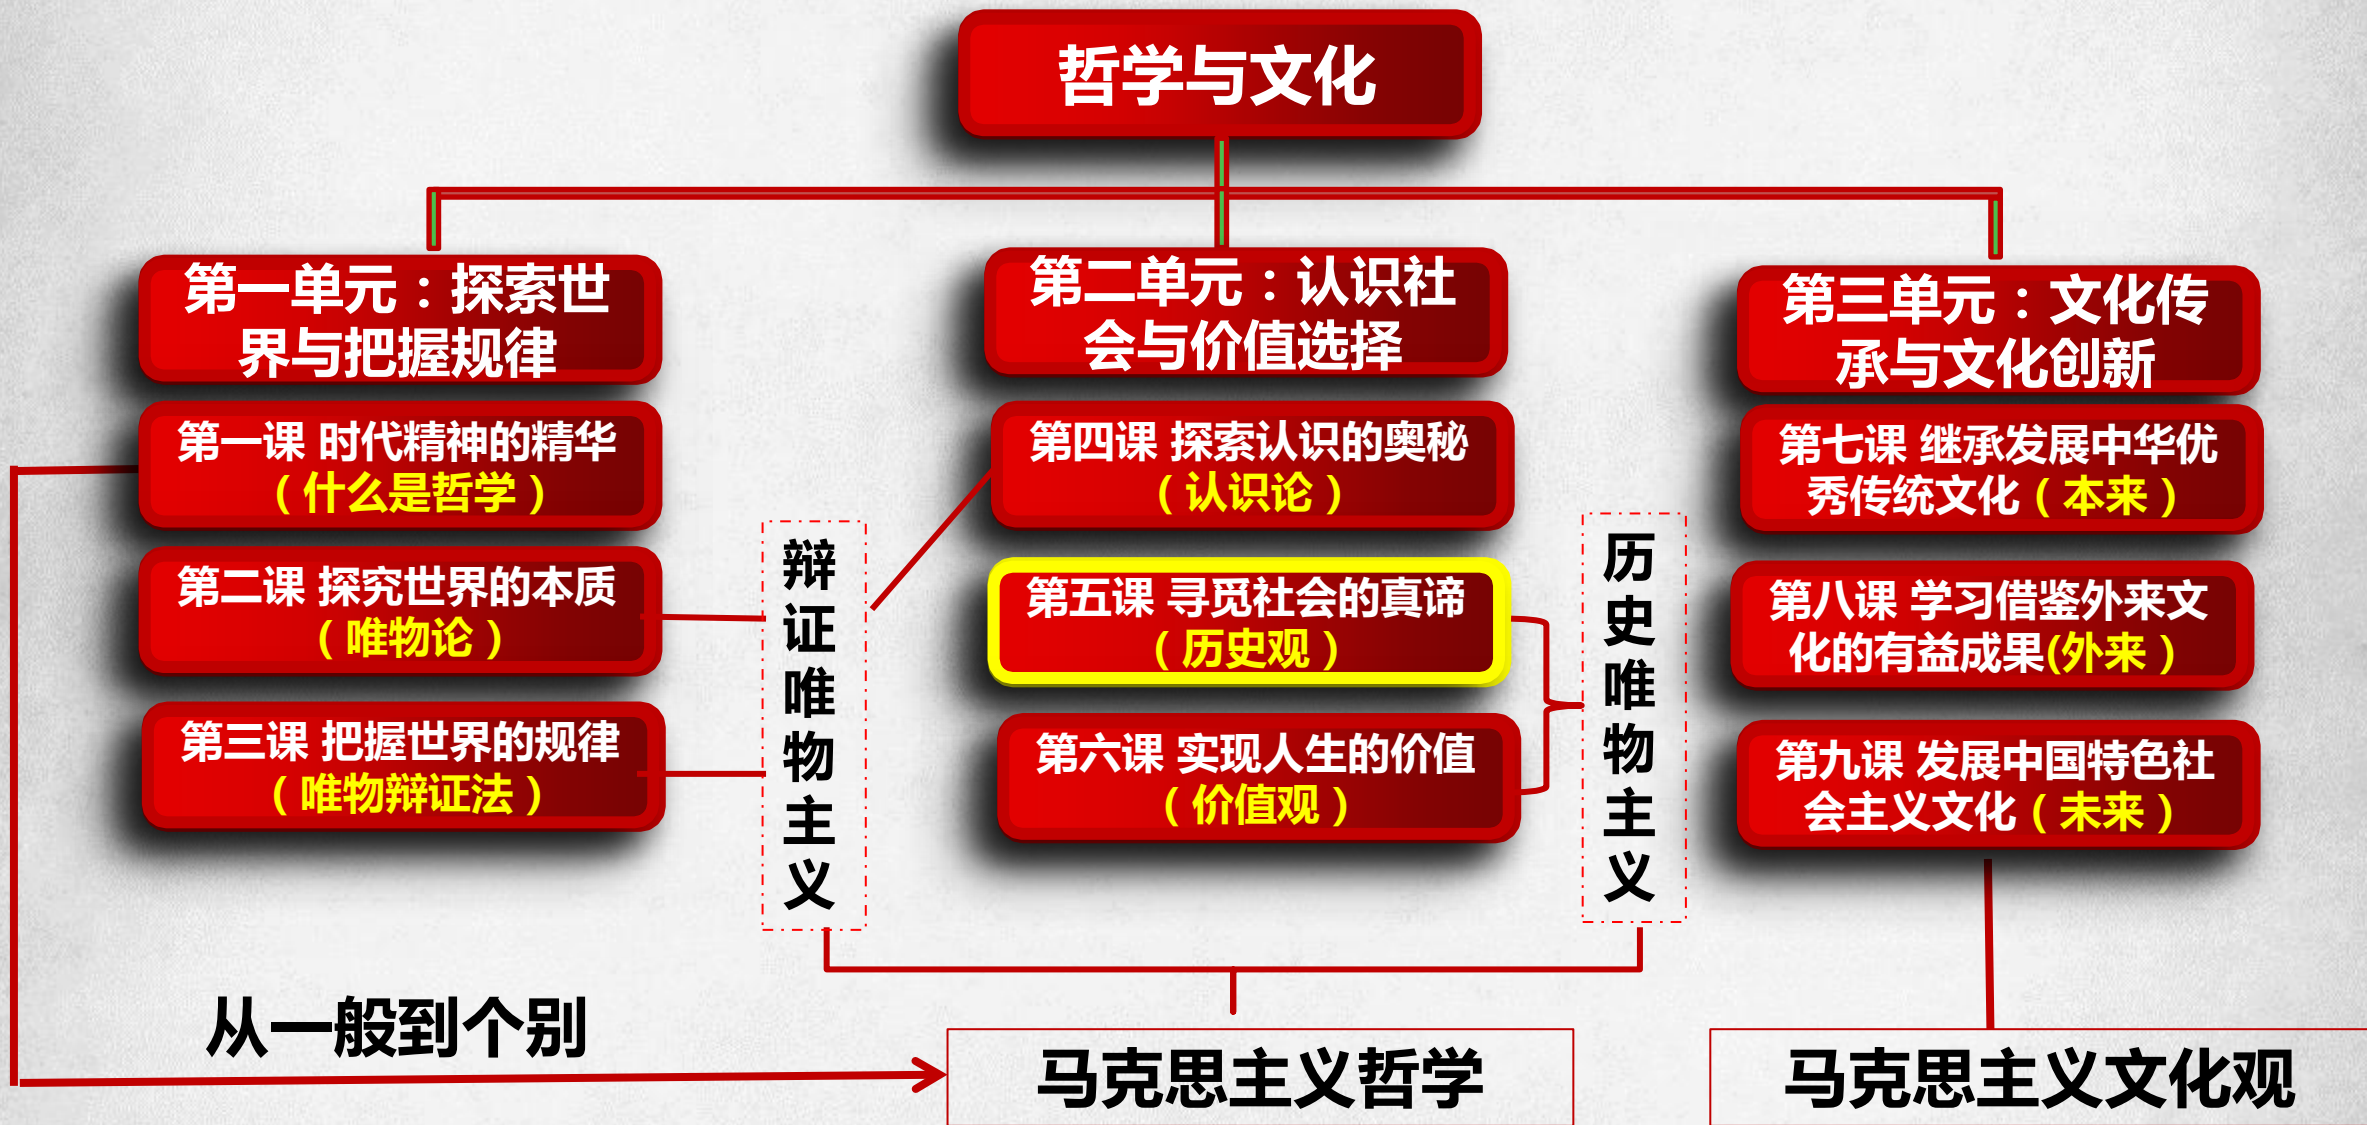 哲学与文化
第一单元：探索世
界与把握规律
第一课 时代精神的精华
（什么是哲学）
第二课 探究世界的本质
（唯物论）
第三课 把握世界的规律
（唯物辩证法）
辩证唯物主义
第二单元：认识社
会与价值选择
第四课 探索认识的奥秘
（认识论）
第五课 寻觅社会的真谛
（历史观）
第六课 实现人生的价值
（价值观）
历史唯物主义
第三单元：文化传
承与文化创新
第七课 继承发展中华优
秀传统文化（本来）
第八课 学习借鉴外来文
化的有益成果(外来）
第九课 发展中国特色社
会主义文化（未来）
从一般到个别
马克思主义哲学
马克思主义文化观